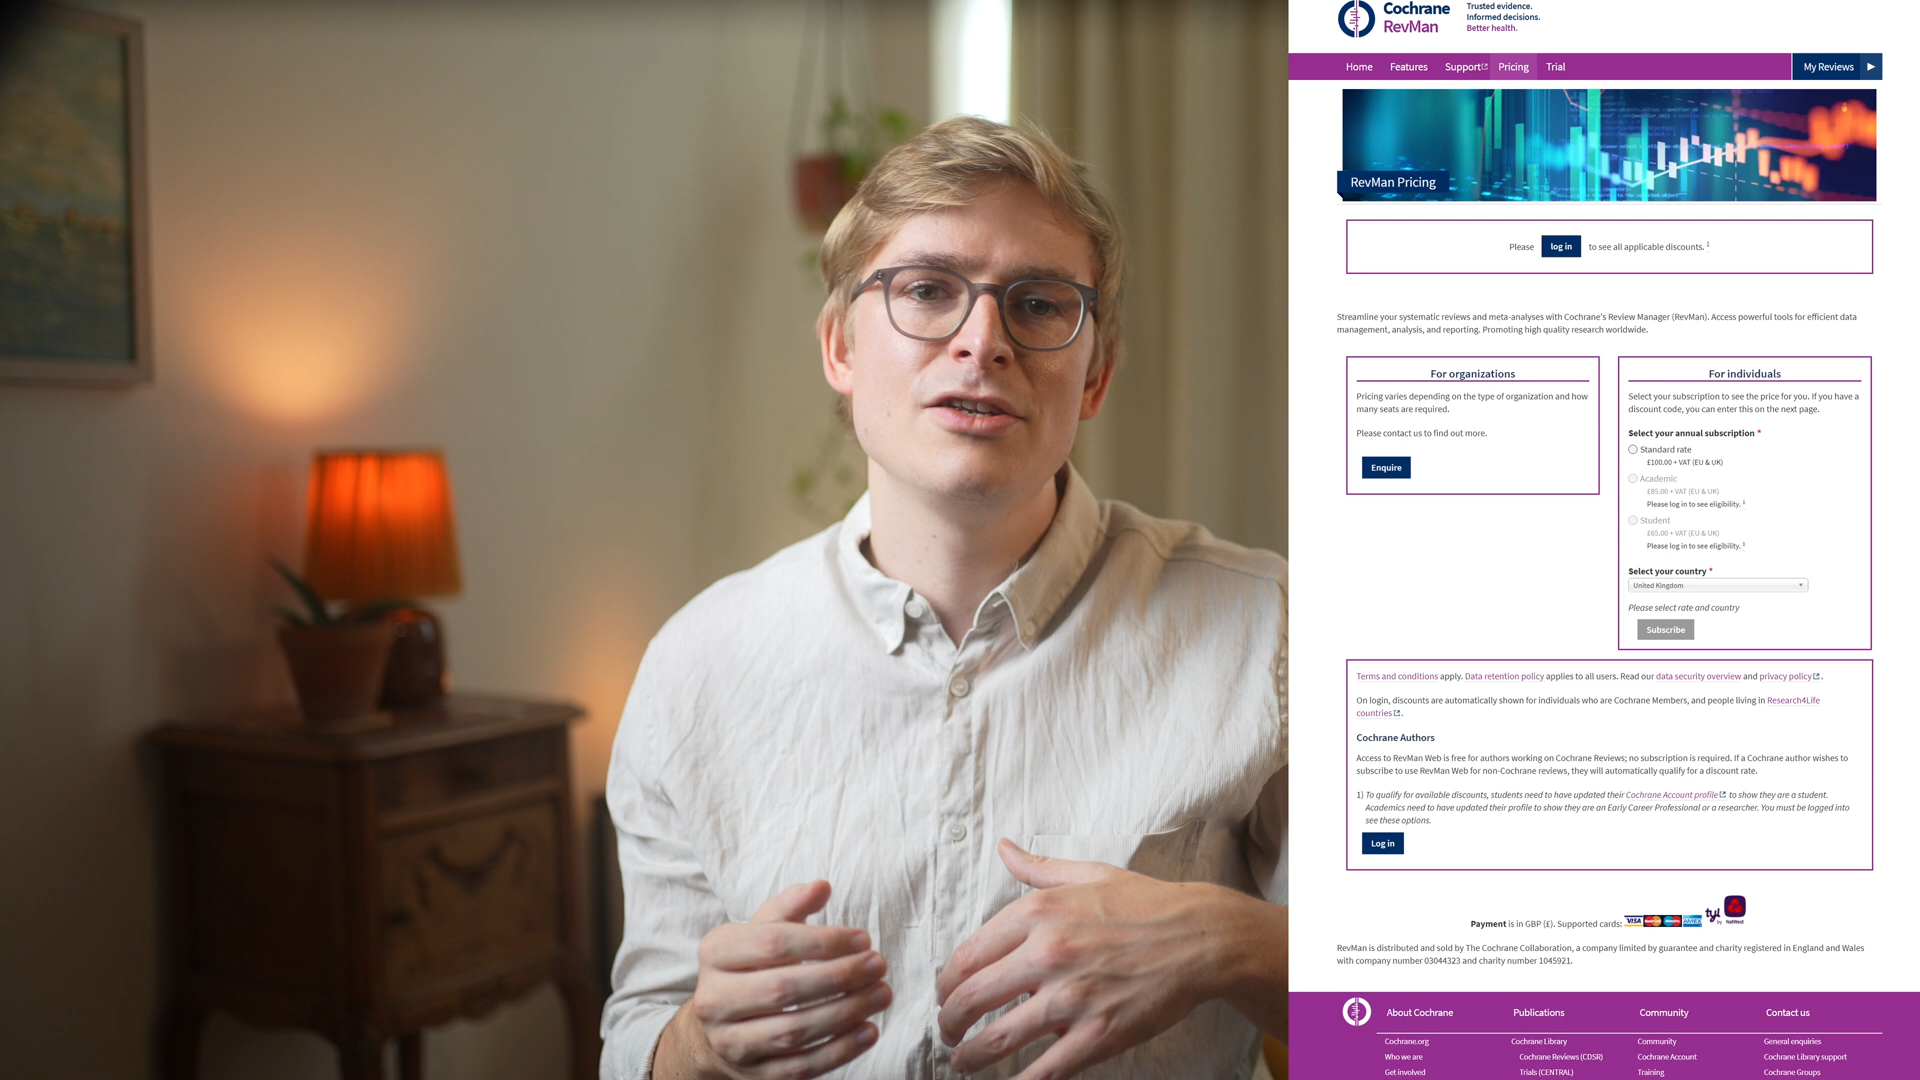 Cochrane
RevMan
Trusted evidence.
Informed decisions.
Better health.
Home
Features
Support
Pricing
Trial
My Reviews
RevMan Pricing
Please log in to see all applicable discounts. 1
Streamline your systematic reviews and meta-analyses with Cochrane's Review Manager (RevMan). Access powerful tools for efficient data
management, analysis, and reporting. Promoting high quality research worldwide.
For organizations
Pricing varies depending on the type of organization and how
many seats are required.
Please contact us to find out more.
Enquire
For individuals
Select your subscription to see the price for you. If you have a
discount code, you can enter this on the next page.
Select your annual subscription *
Standard rate
£100.00 + VAT (EU & UK)
Academic
£85.00 + VAT (EU & UK)
Please log in to see eligibility. 1
Student
£65.00 + VAT (EU & UK)
Please log in to see eligibility. 1
Select your country *
United Kingdom
Please select rate and country
Subscribe
Terms and conditions apply. Data retention policy applies to all users. Read our data security overview and privacy policy.
On login, discounts are automatically shown for individuals who are Cochrane Members, and people living in Research4Life
countries.
Cochrane Authors
Access to RevMan Web is free for authors working on Cochrane Reviews; no subscription is required. If a Cochrane author wishes to
subscribe to use RevMan Web for non-Cochrane reviews, they will automatically qualify for a discount rate.
1) To qualify for available discounts, students need to have updated their Cochrane Account profile to show they are a student.
Academics need to have updated their profile to show they are an Early Career Professional or a researcher. You must be logged into
see these options.
Log in
Payment is in GBP (£). Supported cards: VISA tyl by NatWest
RevMan is distributed and sold by The Cochrane Collaboration, a company limited by guarantee and charity registered in England and Wales
with company number 03044323 and charity number 1045921.
About Cochrane
Publications
Community
Contact us
Cochrane.org
Cochrane Library
Community
General enquiries
Who we are
Cochrane Reviews (CDSR)
Cochrane Account
Cochrane Library support
Get involved
Trials (CENTRAL)
Training
Cochrane Groups